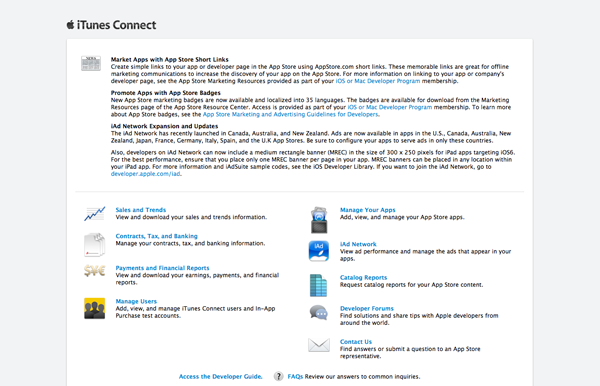 iTunes Connect
Market Apps with App Store Short Links
Create simple links to your app or developer page in the App Store using AppStore.com short links. These memorable links are great for offline
marketing communications to increase the discovery of your app on the App Store. For more information on linking to your app or company's
developer page, see the App Store Marketing Resources provided as part of your iOS or Mac Developer Program membership.
Promote Apps with App Store Badges
New App Store marketing badges are now available and localized into 35 languages. The badges are available for download from the Marketing
Resources page of the App Store Resource Center. Access is provided as part of your iOS or Mac Developer Program membership. To learn more
about App Store badges, see the App Store Marketing and Advertising Guidelines for Developers.
iAd Network Expansion and Updates
The iAd Network has recently launched in Canada, Australia, and New Zealand. Ads are now available in apps in the U.S., Canada, Australia, New
Zealand, Japan, France, Germany, Italy, Spain, and the U.K App Stores. Be sure to configure your apps to serve ads in only these countries.
Also, developers on iAd Network can now include a medium rectangle banner (MREC) in the size of 300 x 250 pixels for iPad apps targeting iOS6.
For the best performance, ensure that you place only one MREC banner per page in your app. MREC banners can be placed in any location within
your iPad app. For more information and iAdSuite sample codes, see the iOS Developer Library. If you want to join the iAd Network, go to
developer.apple.com/iad.
Sales and Trends
View and download your sales and trends information.
Contracts, Tax, and Banking
Manage your contracts, tax, and banking information.
Payments and Financial Reports
View and download your earnings, payments, and financial
reports.
Manage Users
Add, view, and manage iTunes Connect users and In-App
Purchase test accounts.
Manage Your Apps
Add, view, and manage your App Store apps.
iAd
iAd Network
View ad performance and manage the ads that appear in your
apps.
Catalog Reports
Request catalog reports for your App Store content.
Developer Forums
Find solutions and share tips with Apple developers from
around the world.
Contact Us
Find answers or submit a question to an App Store
representative.
Access the Developer Guide. ? FAQs Review our answers to common inquiries.